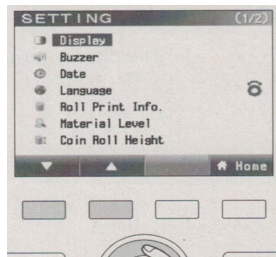 SETTING (1/2)
Display
Buzzer
Date
Language
Roll Print Info.
Material Level
Coin Roll Height
Home